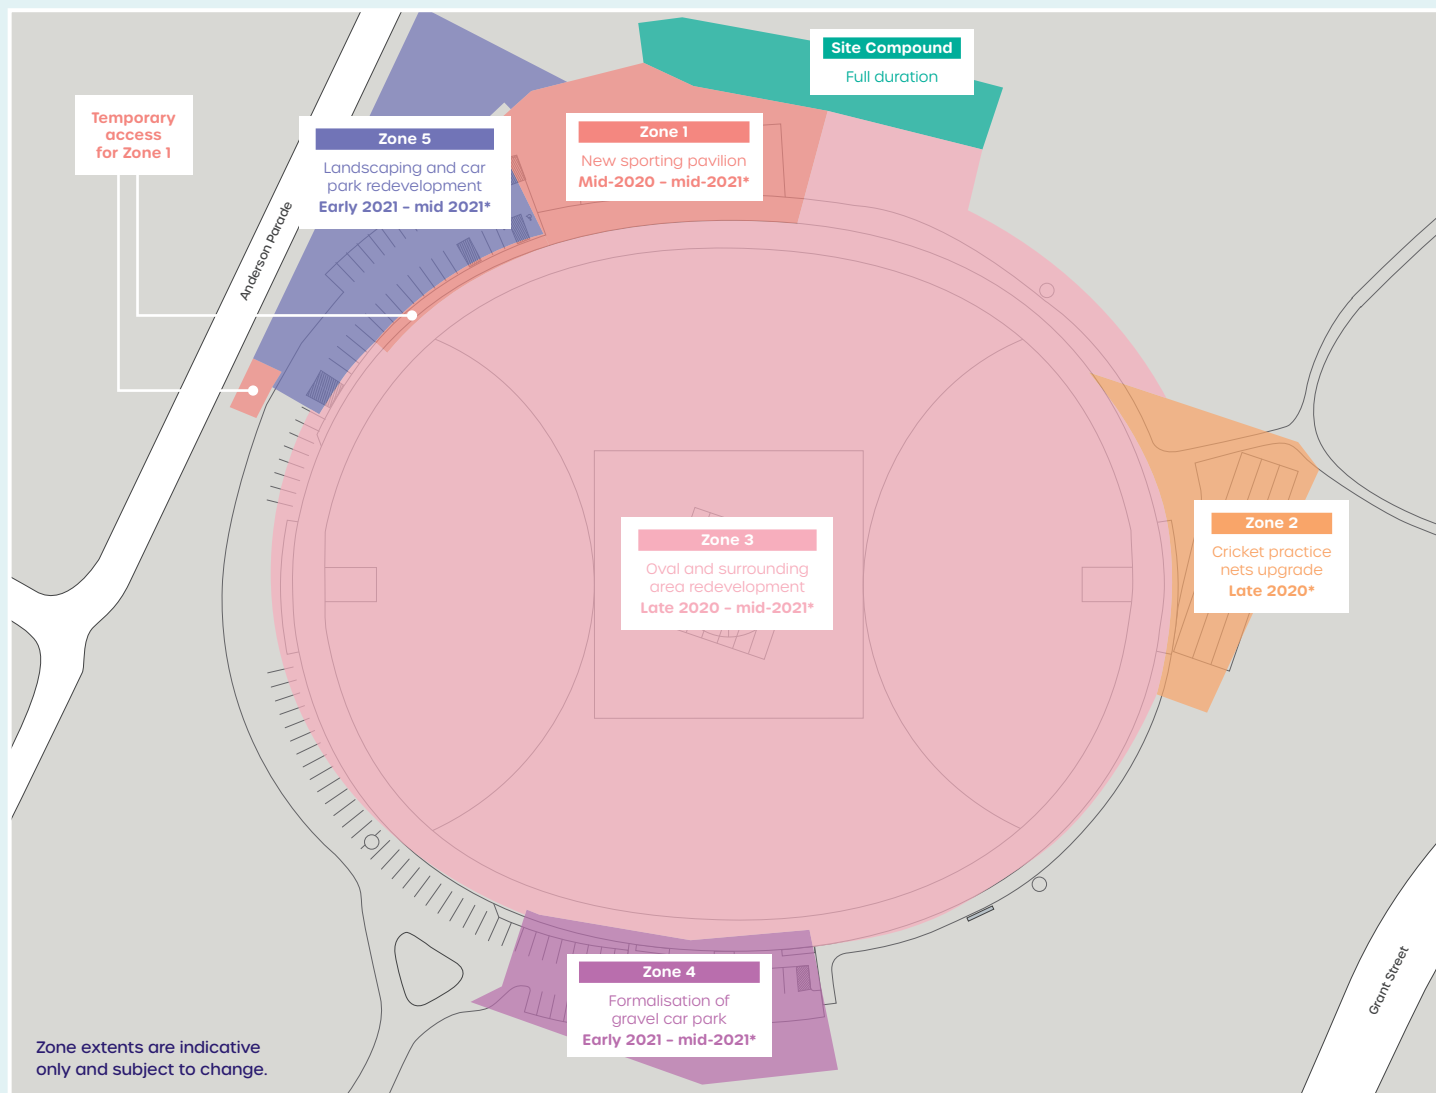 Site Compound
Full duration
Temporary
access
for Zone 1
Zone 5
Landscaping and car
park redevelopment
Early 2021 – mid 2021*
Zone 1
New sporting pavilion
Mid-2020 – mid-2021*
Anderson Parade
Zone 3
Oval and surrounding
area redevelopment
Late 2020 – mid-2021*
Zone 2
Cricket practice
nets upgrade
Late 2020*
Zone 4
Formalisation of
gravel car park
Early 2021 – mid-2021*
Grant Street
Zone extents are indicative
only and subject to change.